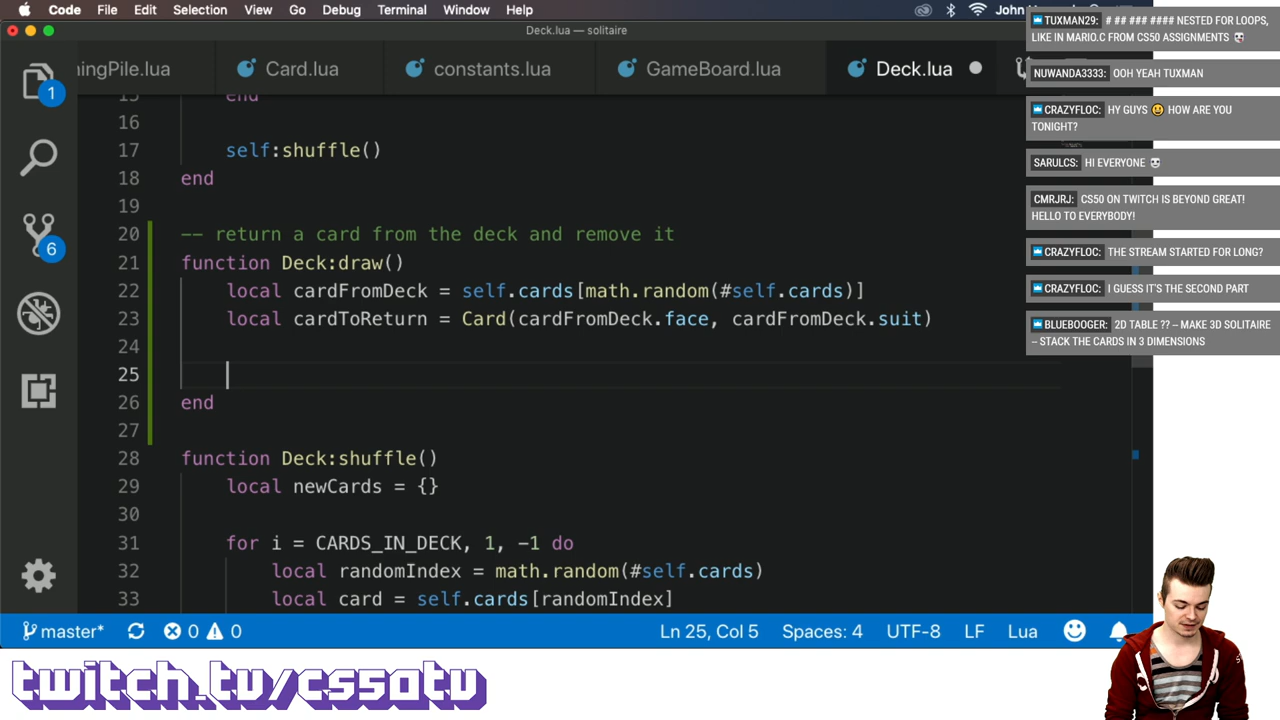 Code File Edit Selection View Go Debug Terminal Window Help
Deck.lua — solitaire
ningPile.lua Card.lua constants.lua GameBoard.lua Deck.lua
1
6
15 end
16
17 self:shuffle()
18 end
19
20 -- return a card from the deck and remove it
21 function Deck:draw()
22 local cardFromDeck = self.cards[math.random(#self.cards)]
23 local cardToReturn = Card(cardFromDeck.face, cardFromDeck.suit)
24
25
26 end
27
28 function Deck:shuffle()
29 local newCards = {}
30
31 for i = CARDS_IN_DECK, 1, -1 do
32 local randomIndex = math.random(#self.cards)
33 local card = self.cards[randomIndex]
master* 0 0 Ln 25, Col 5 Spaces: 4 UTF-8 LF Lua
TUXMAN29: # ## ### #### NESTED FOR LOOPS,
LIKE IN MARIO.C FROM CS50 ASSIGNMENTS
NUWANDA3333: OOH YEAH TUXMAN
CRAZYFLOC: HY GUYS 😀 HOW ARE YOU
TONIGHT?
SARULCS: HI EVERYONE
CMRJRJ: CS50 ON TWITCH IS BEYOND GREAT!
HELLO TO EVERYBODY!
CRAZYFLOC: THE STREAM STARTED FOR LONG?
CRAZYFLOC: I GUESS IT'S THE SECOND PART
BLUEBOOGER: 2D TABLE ?? -- MAKE 3D SOLITAIRE
-- STACK THE CARDS IN 3 DIMENSIONS
twitch.tv/cs50tv